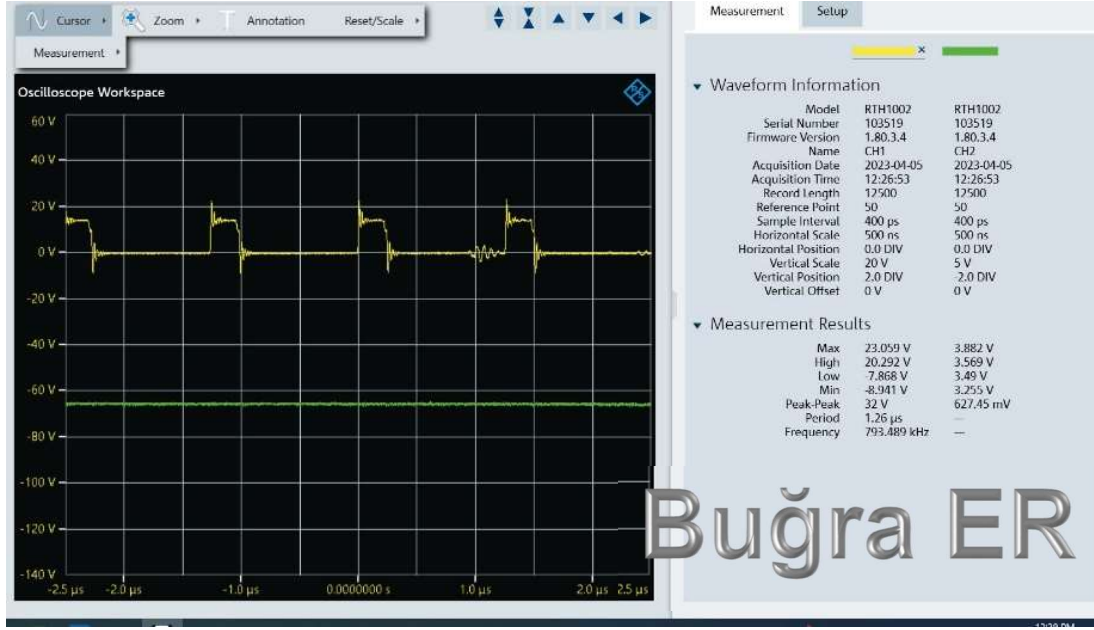 Cursor Zoom Annotation Reset/Scale
Measurement
Measurement Setup
Oscilloscope Workspace
60 V
40 V
20 V
0 V
-20 V
-40 V
-60 V
-80 V
-100 V
-120 V
-140 V
-2.5 µs -2.0 µs -1.0 µs 0.0000000 s 1.0 µs 2.0 µs 2.5 µs
Waveform Information
Model RTH1002 RTH1002
Serial Number 103519 103519
Firmware Version 1.80.3.4 1.80.3.4
Name CH1 CH2
Acquisition Date 2023-04-05 2023-04-05
Acquisition Time 12:26:53 12:26:53
Record Length 12500 12500
Reference Point 50 50
Sample Interval 400 ps 400 ps
Horizontal Scale 500 ns 500 ns
Horizontal Position 0.0 DIV 0.0 DIV
Vertical Scale 20 V 5 V
Vertical Position 2.0 DIV -2.0 DIV
Vertical Offset 0 V 0 V
Measurement Results
Max 23.059 V 3.882 V
High 20.292 V 3.569 V
Low -7.868 V 3.49 V
Min -8.941 V 3.255 V
Peak-Peak 32 V 627.45 mV
Period 1.26 µs —
Frequency 793.489 kHz —
Buğra ER